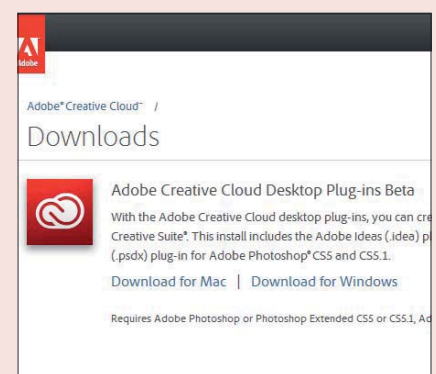 Adobe
Adobe® Creative Cloud™ /
Downloads
Adobe Creative Cloud Desktop Plug-ins Beta
With the Adobe Creative Cloud desktop plug-ins, you can cre
Creative Suite®. This install includes the Adobe Ideas (.idea) pl
(.psdx) plug-in for Adobe Photoshop® CS5 and CS5.1.
Download for Mac | Download for Windows
Requires Adobe Photoshop or Photoshop Extended CS5 or CS5.1, Ad